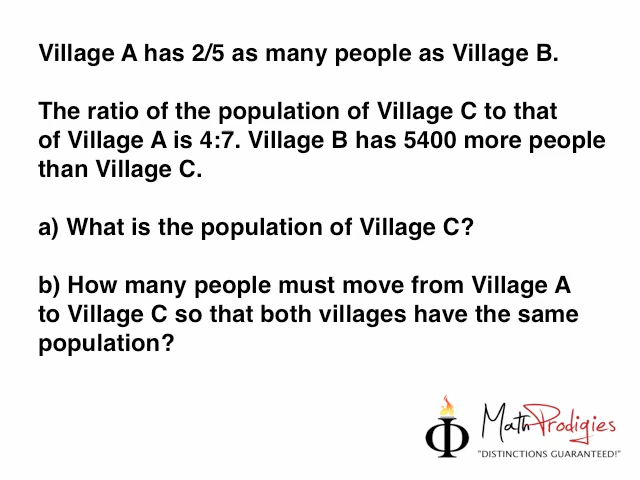 Village A has 2/5 as many people as Village B.
The ratio of the population of Village C to that
of Village A is 4:7. Village B has 5400 more people
than Village C.
a) What is the population of Village C?
b) How many people must move from Village A
to Village C so that both villages have the same
population?
Math Prodigies
"DISTINCTIONS GUARANTEED!"